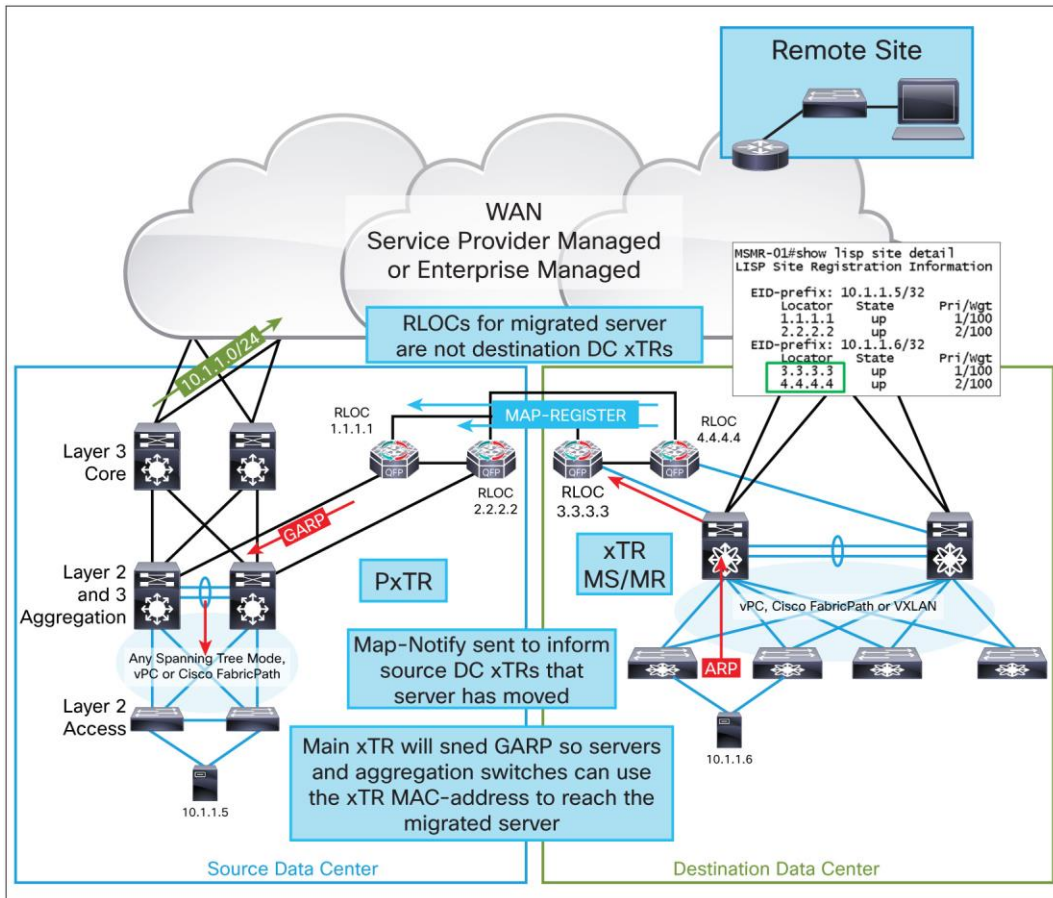 Remote Site
WAN
Service Provider Managed
or Enterprise Managed
MSMR-01#show lisp site detail
LISP Site Registration Information
EID-prefix: 10.1.1.5/32
Locator State Pri/Wgt
1.1.1.1 up 1/100
2.2.2.2 up 2/100
EID-prefix: 10.1.1.6/32
Locator State Pri/Wgt
3.3.3.3 up 1/100
4.4.4.4 up 2/100
RLOCs for migrated server
are not destination DC xTRs
10.1.1.0/24
MAP-REGISTER
RLOC
1.1.1.1
RLOC
4.4.4.4
Layer 3
Core
QFP
QFP
QFP
QFP
RLOC
2.2.2.2
RLOC
3.3.3.3
GARP
Layer 2
and 3
Aggregation
PxTR
xTR
MS/MR
vPC, Cisco FabricPath or VXLAN
Any Spanning Tree Mode,
vPC or Cisco FabricPath
Map-Notify sent to inform
source DC xTRs that
server has moved
ARP
Layer 2
Access
Main xTR will sned GARP so servers
and aggregation switches can use
the xTR MAC-address to reach the
migrated server
10.1.1.5
10.1.1.6
Source Data Center
Destination Data Center